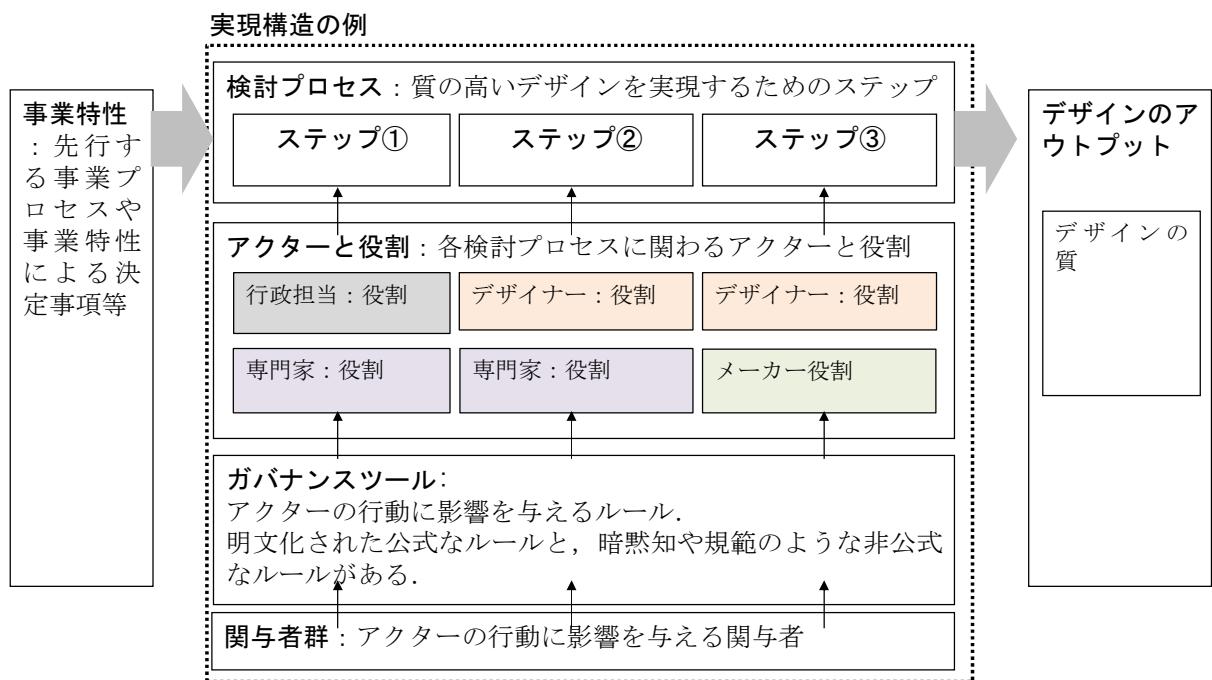 実現構造の例
事業特性
：先行す
る事業プ
ロセスや
事業特性
による決
定事項等
検討プロセス：質の高いデザインを実現するためのステップ
ステップ①
ステップ②
ステップ③
アクターと役割：各検討プロセスに関わるアクターと役割
行政担当：役割
デザイナー：役割
デザイナー：役割
専門家：役割
専門家：役割
メーカー役割
ガバナンスツール：
アクターの行動に影響を与えるルール．
明文化された公式なルールと，暗黙知や規範のような非公式
なルールがある．
関与者群：アクターの行動に影響を与える関与者
デザインのア
ウトプット
デザインの
質